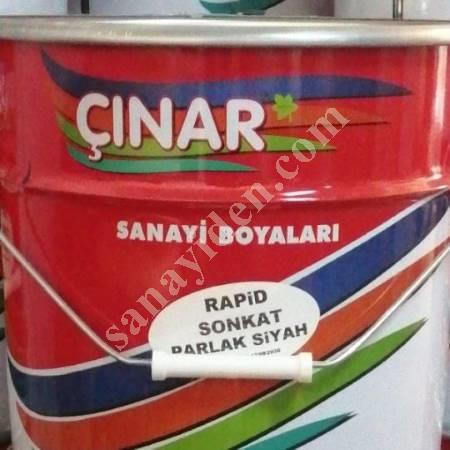 ÇINAR
SANAYİ BOYALARI
RAPİD
SONKAT
PARLAK SİYAH
sanayiden.com